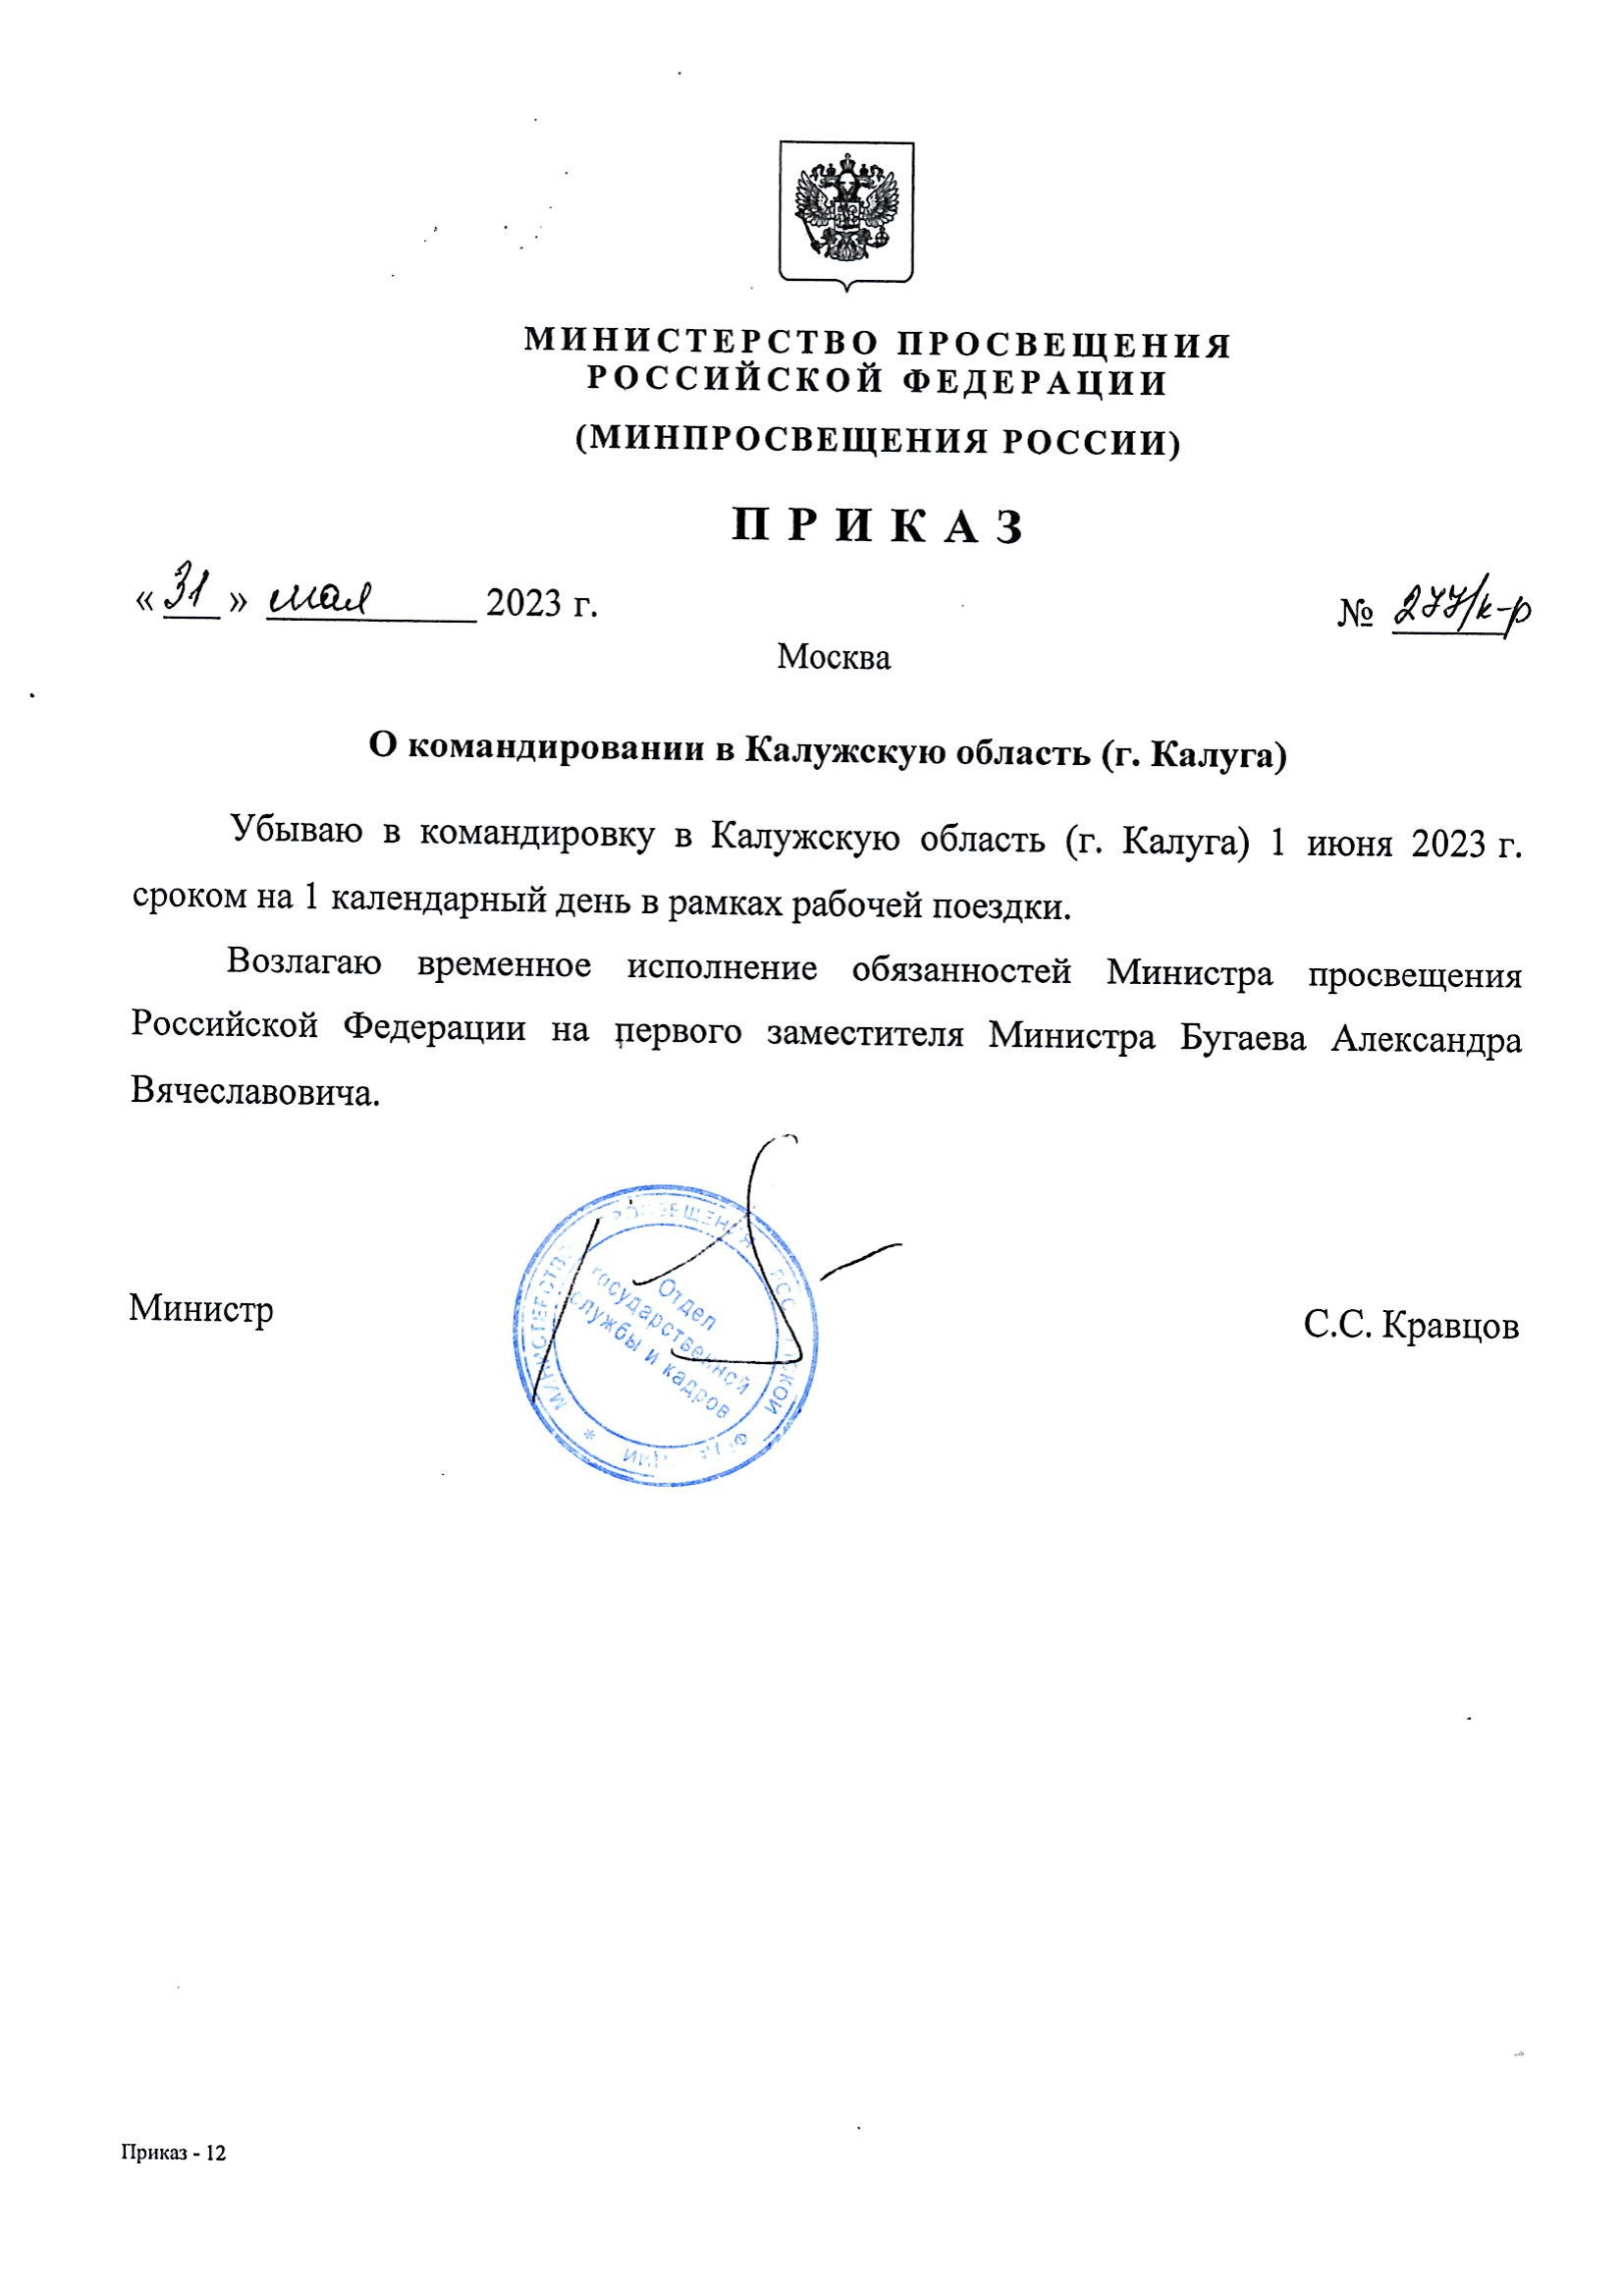 МИНИСТЕРСТВО ПРОСВЕЩЕНИЯ
РОССИЙСКОЙ ФЕДЕРАЦИИ
(МИНПРОСВЕЩЕНИЯ РОССИИ)
ПРИКАЗ
« 31 » мая 2023 г. № 277/к-р
Москва
О командировании в Калужскую область (г. Калуга)
Убываю в командировку в Калужскую область (г. Калуга) 1 июня 2023 г.
сроком на 1 календарный день в рамках рабочей поездки.
Возлагаю временное исполнение обязанностей Министра просвещения
Российской Федерации на первого заместителя Министра Бугаева Александра
Вячеславовича.
Министр
Отдел
государственной
службы и кадров
С.С. Кравцов
Приказ - 12